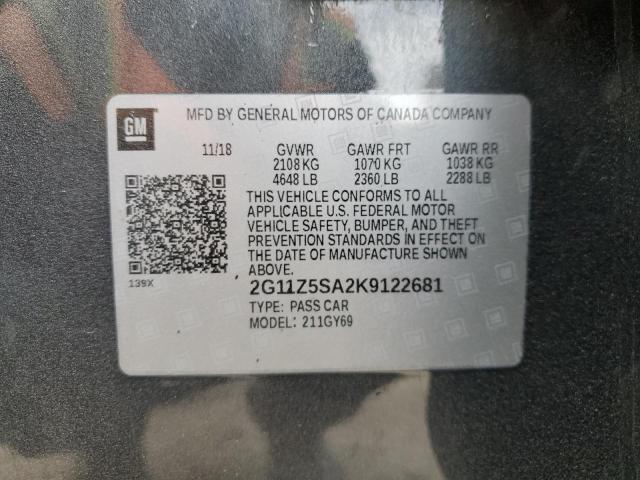 GM
MFD BY GENERAL MOTORS OF CANADA COMPANY
11/18 GVWR GAWR FRT GAWR RR
2108 KG 1070 KG 1038 KG
4648 LB 2360 LB 2288 LB
THIS VEHICLE CONFORMS TO ALL
APPLICABLE U.S. FEDERAL MOTOR
VEHICLE SAFETY, BUMPER, AND THEFT
PREVENTION STANDARDS IN EFFECT ON
THE DATE OF MANUFACTURE SHOWN
ABOVE.
139X
2G11Z5SA2K9122681
TYPE: PASS CAR
MODEL: 211GY69